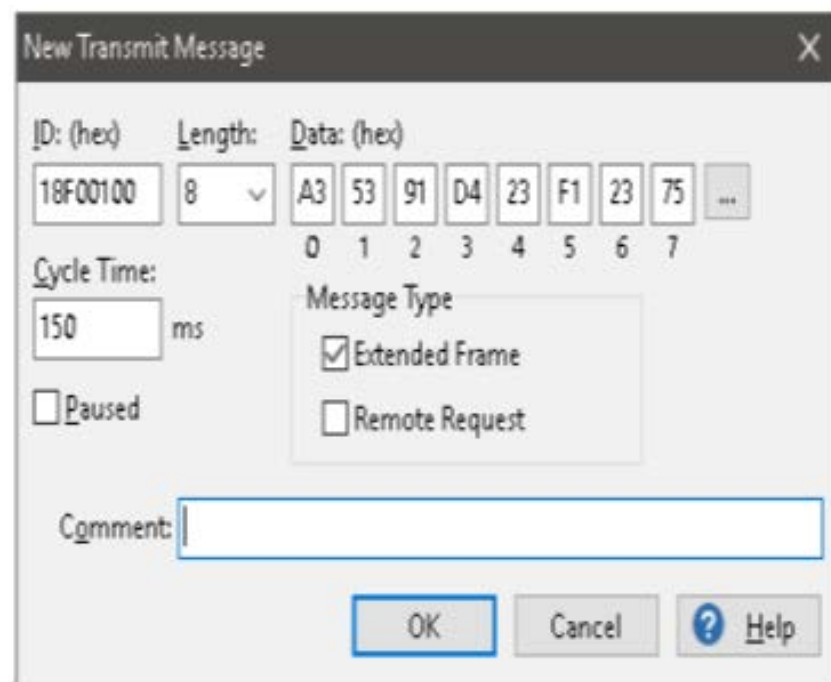 New Transmit Message X
ID: (hex) Length: Data: (hex)
18F00100 8 A3 53 91 D4 23 F1 23 75 ...
0 1 2 3 4 5 6 7
Cycle Time:
150 ms
Message Type
Extended Frame
Paused
Remote Request
Comment:
OK Cancel ? Help